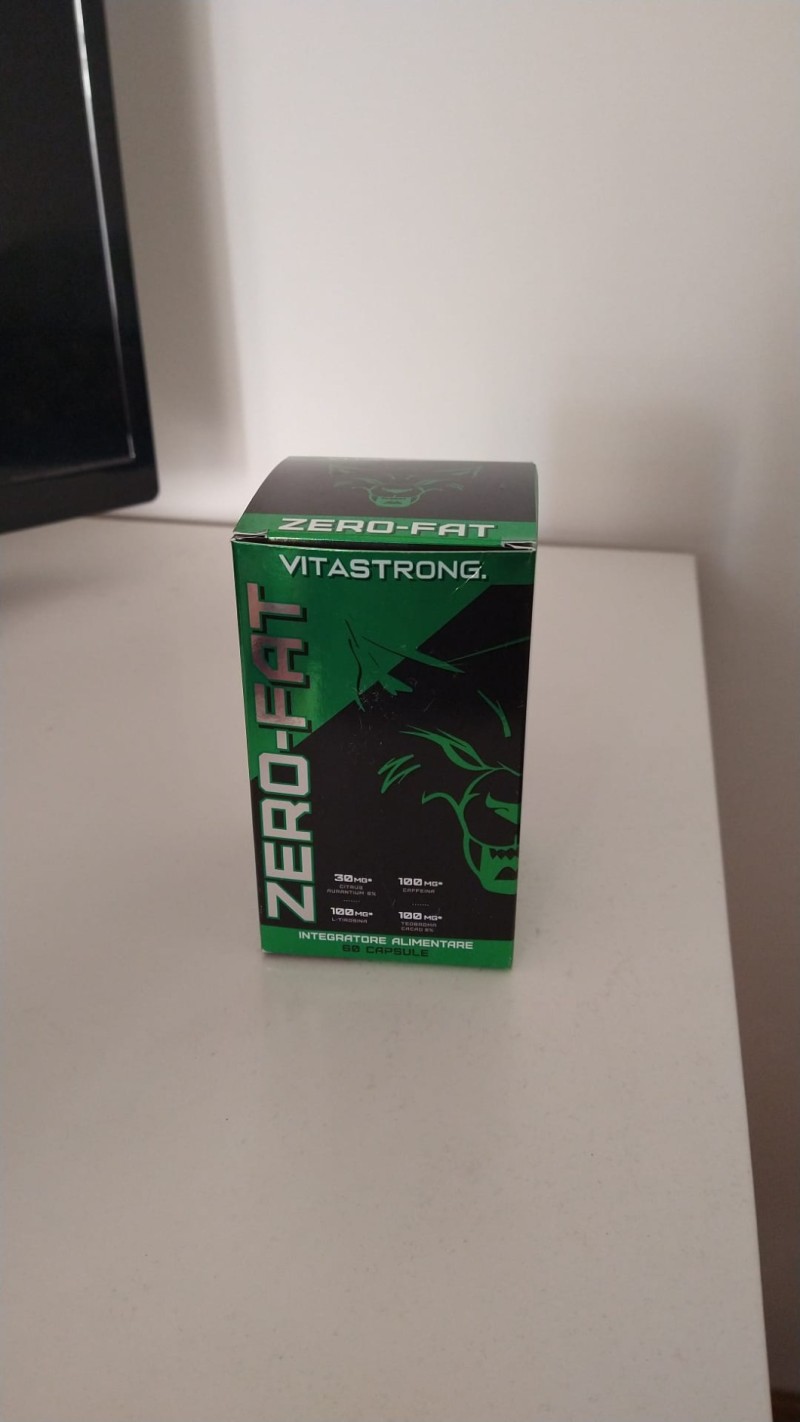 ZERO-FAT
VITASTRONG.
ZERO-FAT
30MG*
CITRUS
AURANTIUM 6%
100MG*
CAFFEINA
100MG*
L-TIROSINA
100MG*
TEOBROMA
CACAO 6%
INTEGRATORE ALIMENTARE
60 CAPSULE